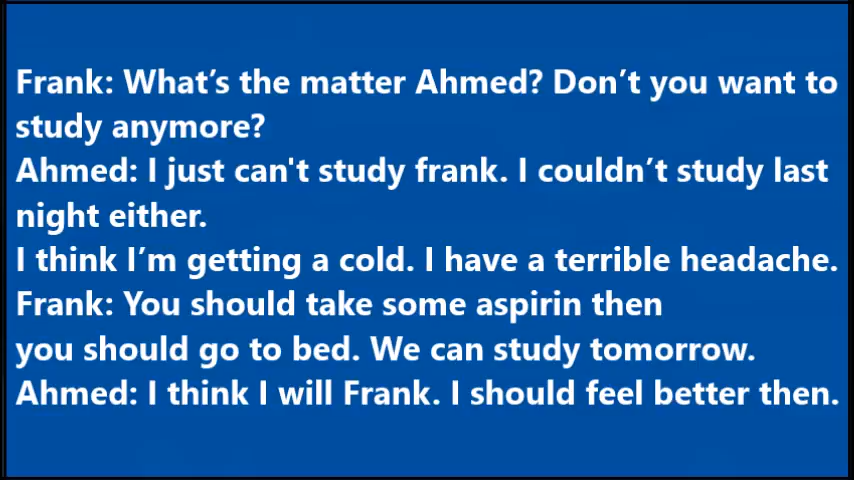 Frank: What’s the matter Ahmed? Don’t you want to
study anymore?
Ahmed: I just can't study frank. I couldn’t study last
night either.
I think I’m getting a cold. I have a terrible headache.
Frank: You should take some aspirin then
you should go to bed. We can study tomorrow.
Ahmed: I think I will Frank. I should feel better then.